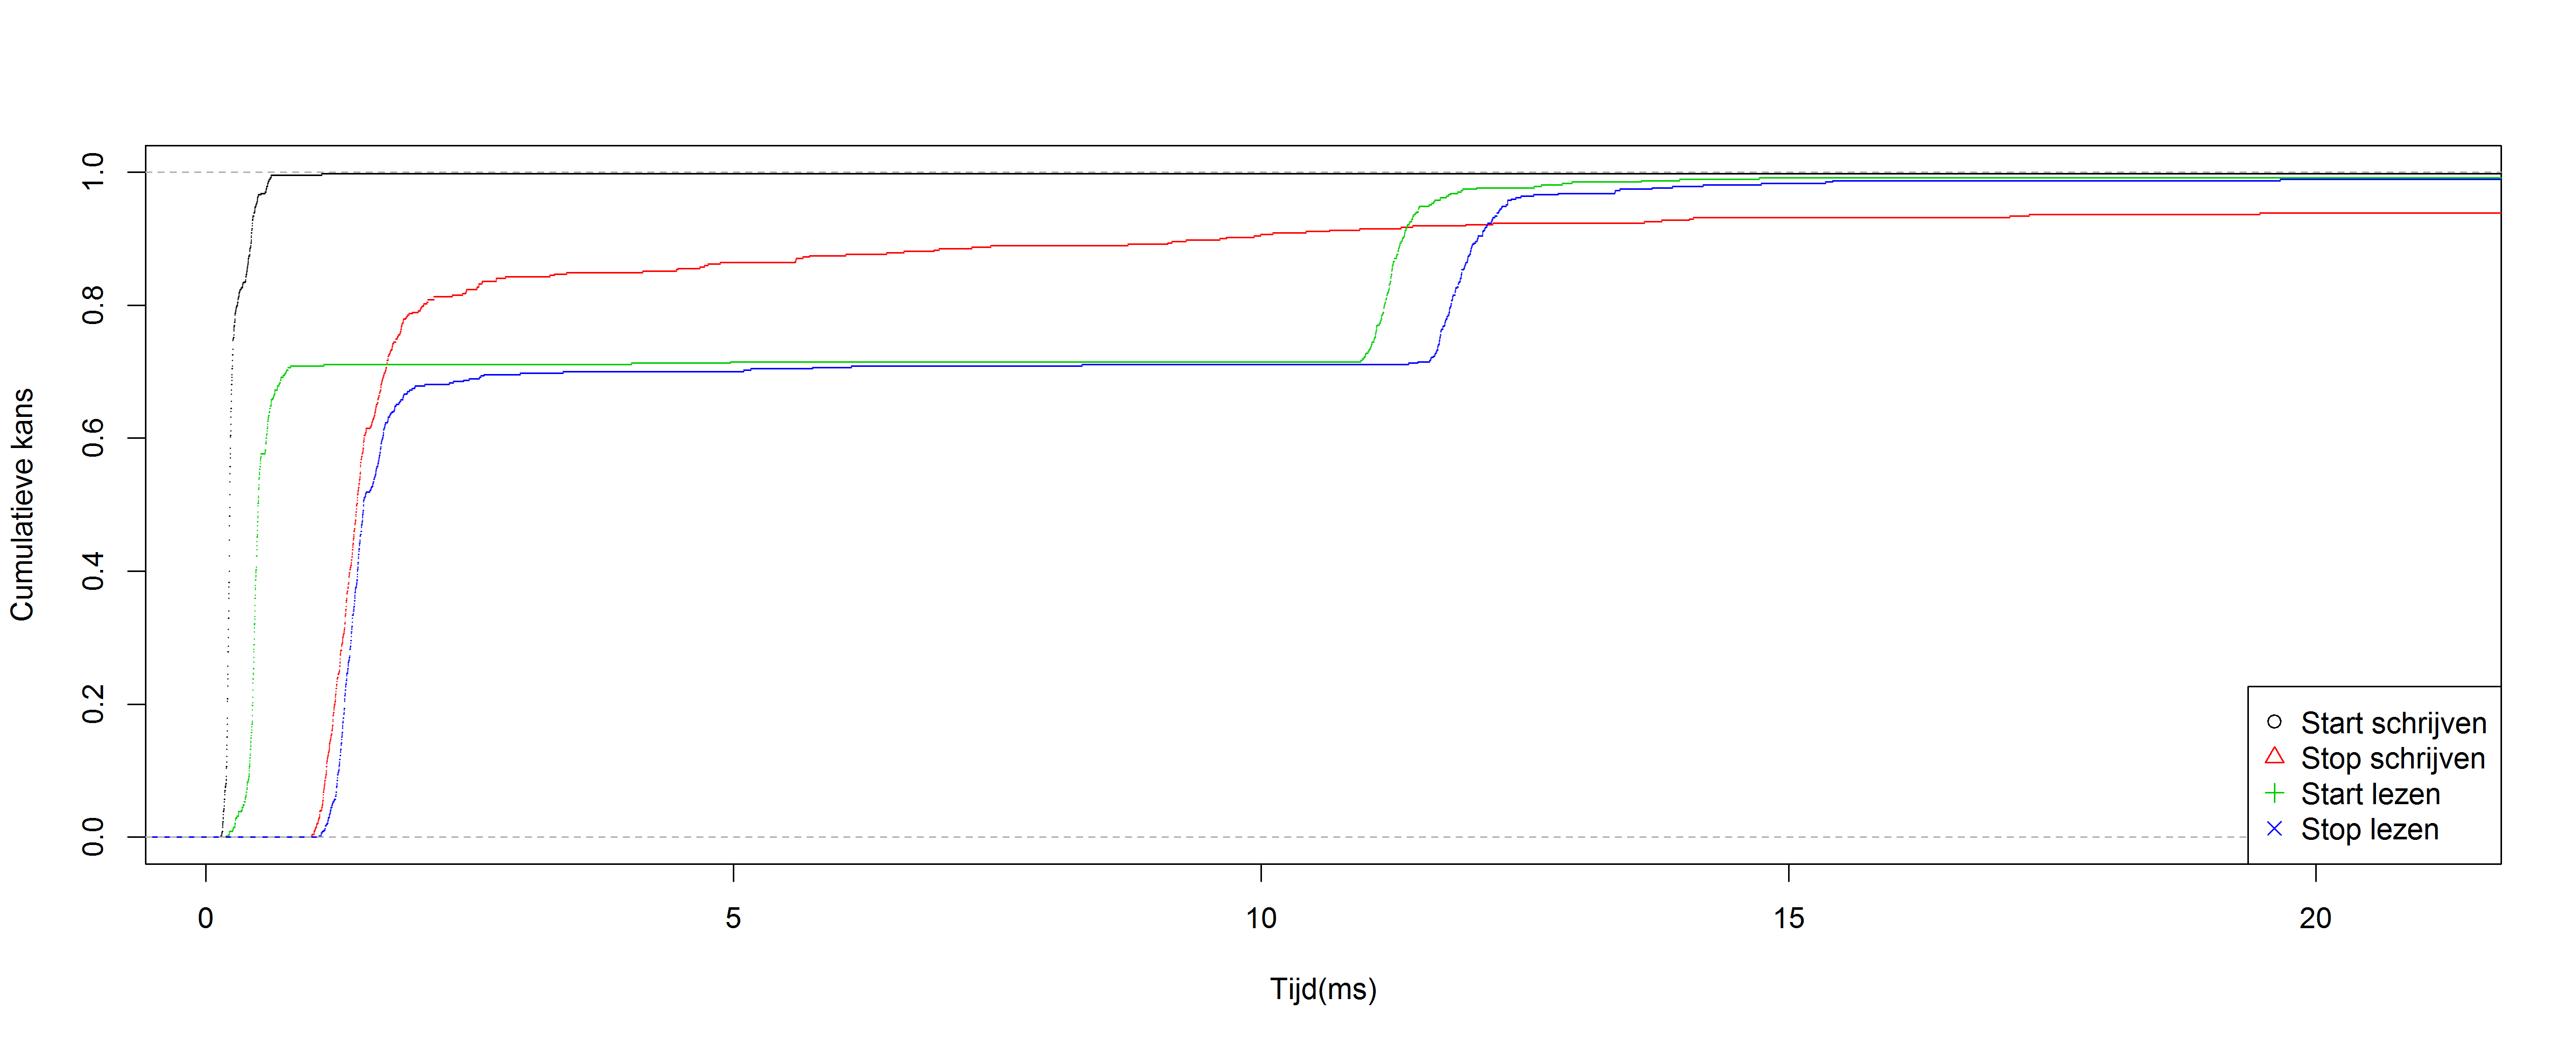 Cumulatieve kans
1.0
0.8
0.6
0.4
0.2
0.0
0 5 10 15 20
Tijd(ms)
Start schrijven
Stop schrijven
Start lezen
Stop lezen